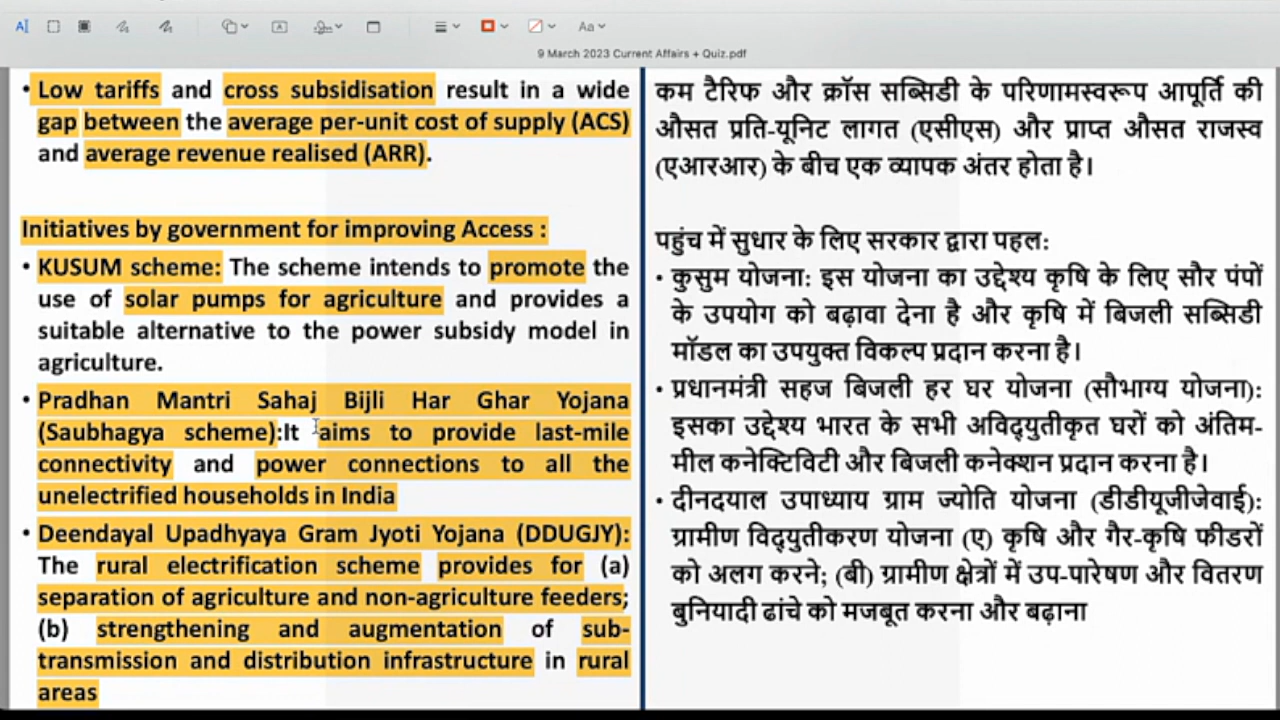 Aa
9 March 2023 Current Affairs + Quiz.pdf
• Low tariffs and cross subsidisation result in a wide
gap between the average per-unit cost of supply (ACS)
and average revenue realised (ARR).
Initiatives by government for improving Access :
• KUSUM scheme: The scheme intends to promote the
use of solar pumps for agriculture and provides a
suitable alternative to the power subsidy model in
agriculture.
• Pradhan Mantri Sahaj Bijli Har Ghar Yojana
(Saubhagya scheme):It aims to provide last-mile
connectivity and power connections to all the
unelectrified households in India
• Deendayal Upadhyaya Gram Jyoti Yojana (DDUGJY):
The rural electrification scheme provides for (a)
separation of agriculture and non-agriculture feeders;
(b) strengthening and augmentation of sub-
transmission and distribution infrastructure in rural
areas
कम टैरिफ और क्रॉस सब्सिडी के परिणामस्वरूप आपूर्ति की
औसत प्रति-यूनिट लागत (एसीएस) और प्राप्त औसत राजस्व
(एआरआर) के बीच एक व्यापक अंतर होता है।
पहुंच में सुधार के लिए सरकार द्वारा पहल:
• कुसुम योजना: इस योजना का उद्देश्य कृषि के लिए सौर पंपों
के उपयोग को बढ़ावा देना है और कृषि में बिजली सब्सिडी
मॉडल का उपयुक्त विकल्प प्रदान करना है।
• प्रधानमंत्री सहज बिजली हर घर योजना (सौभाग्य योजना):
इसका उद्देश्य भारत के सभी अविद्युतीकृत घरों को अंतिम-
मील कनेक्टिविटी और बिजली कनेक्शन प्रदान करना है।
• दीनदयाल उपाध्याय ग्राम ज्योति योजना (डीडीयूजीजेवाई):
ग्रामीण विद्युतीकरण योजना (ए) कृषि और गैर-कृषि फीडरों
को अलग करने; (बी) ग्रामीण क्षेत्रों में उप-पारेषण और वितरण
बुनियादी ढांचे को मजबूत करना और बढ़ाना